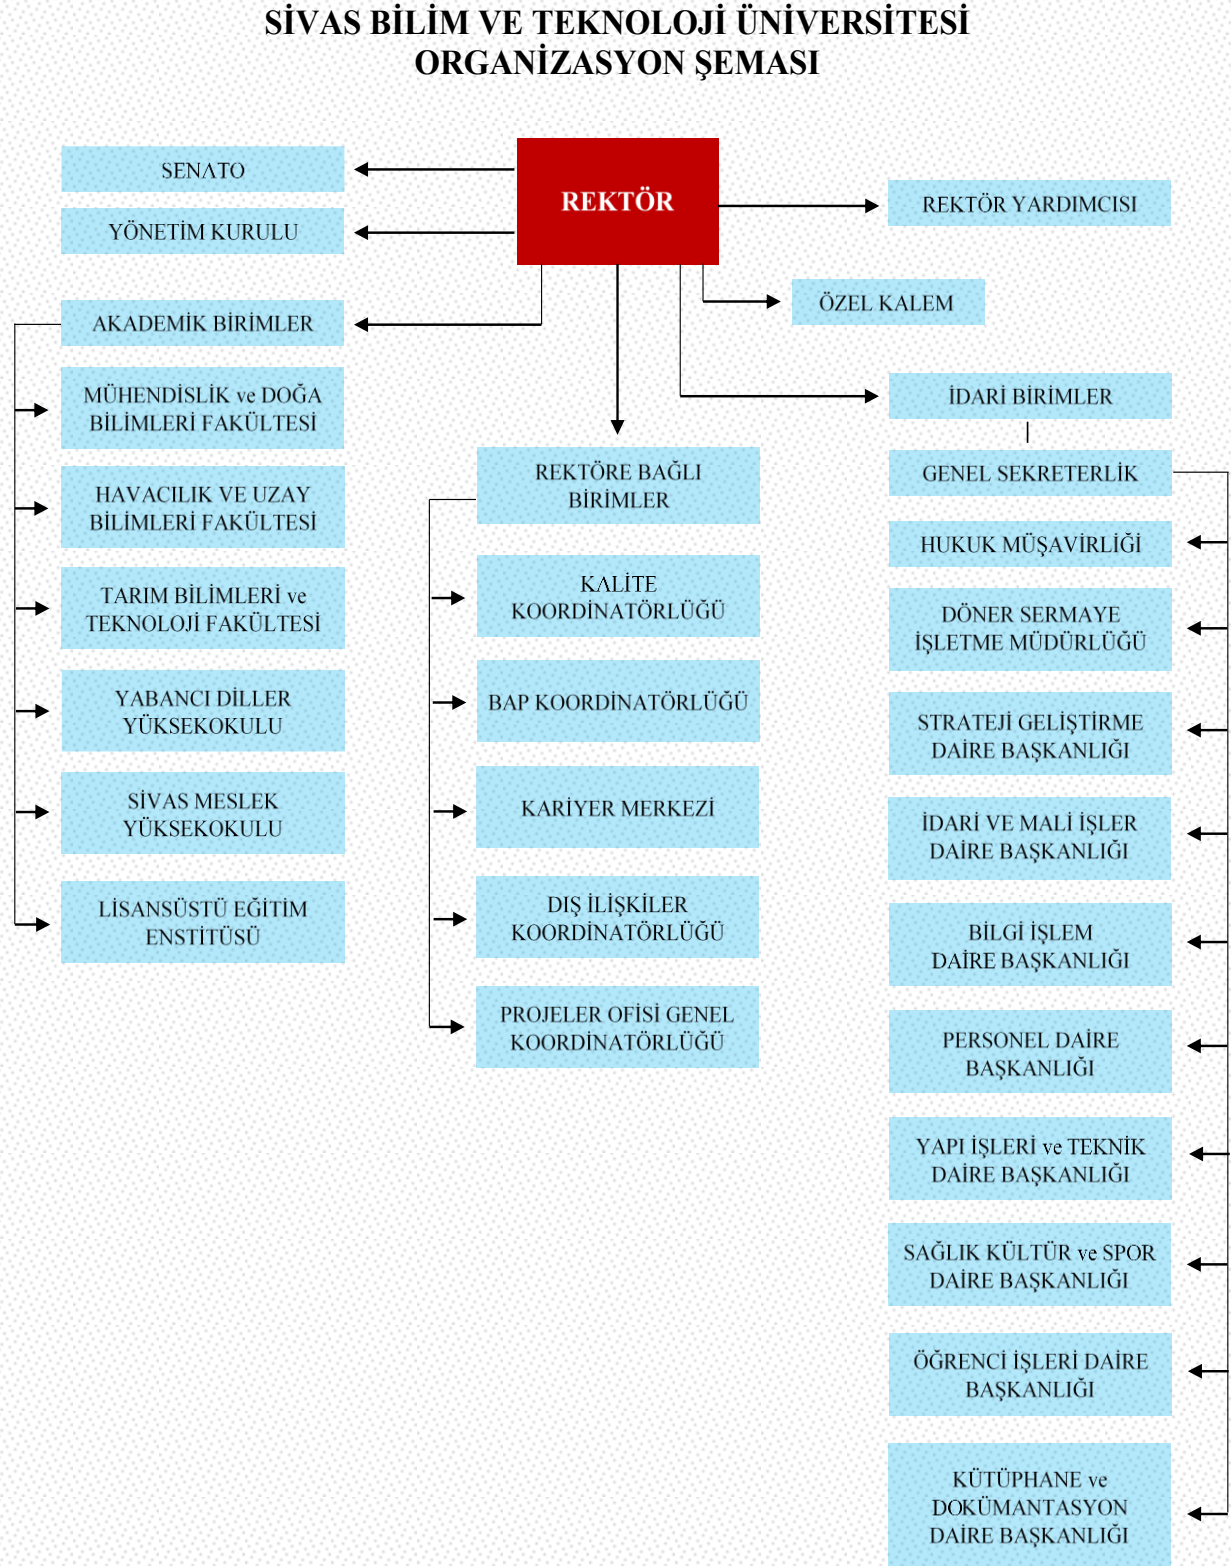 SİVAS BİLİM VE TEKNOLOJİ ÜNİVERSİTESİ
ORGANİZASYON ŞEMASI
REKTÖR
SENATO
YÖNETİM KURULU
REKTÖR YARDIMCISI
ÖZEL KALEM
AKADEMİK BİRİMLER
MÜHENDİSLİK ve DOĞA
BİLİMLERİ FAKÜLTESİ
HAVACILIK VE UZAY
BİLİMLERİ FAKÜLTESİ
TARIM BİLİMLERİ ve
TEKNOLOJİ FAKÜLTESİ
YABANCI DİLLER
YÜKSEKOKULU
SİVAS MESLEK
YÜKSEKOKULU
LİSANSÜSTÜ EĞİTİM
ENSTİTÜSÜ
REKTÖRE BAĞLI
BİRİMLER
KALİTE
KOORDİNATÖRLÜĞÜ
BAP KOORDİNATÖRLÜĞÜ
KARİYER MERKEZİ
DIŞ İLİŞKİLER
KOORDİNATÖRLÜĞÜ
PROJELER OFİSİ GENEL
KOORDİNATÖRLÜĞÜ
İDARİ BİRİMLER
GENEL SEKRETERLİK
HUKUK MÜŞAVİRLİĞİ
DÖNER SERMAYE
İŞLETME MÜDÜRLÜĞÜ
STRATEJİ GELİŞTİRME
DAİRE BAŞKANLIĞI
İDARİ VE MALİ İŞLER
DAİRE BAŞKANLIĞI
BİLGİ İŞLEM
DAİRE BAŞKANLIĞI
PERSONEL DAİRE
BAŞKANLIĞI
YAPI İŞLERİ ve TEKNİK
DAİRE BAŞKANLIĞI
SAĞLIK KÜLTÜR ve SPOR
DAİRE BAŞKANLIĞI
ÖĞRENCİ İŞLERİ DAİRE
BAŞKANLIĞI
KÜTÜPHANE ve
DOKÜMANTASYON
DAİRE BAŞKANLIĞI